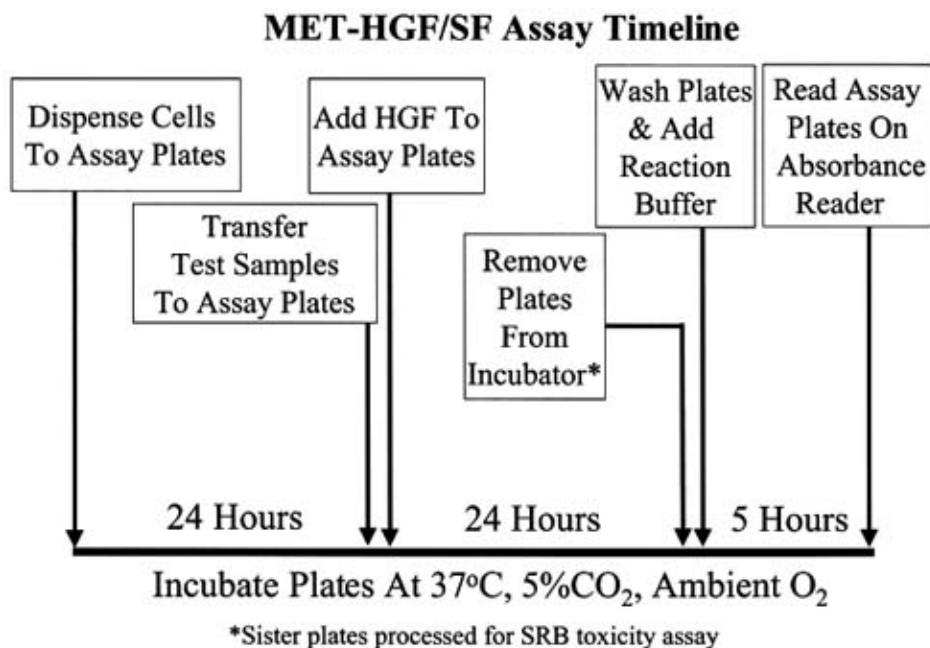 MET-HGF/SF Assay Timeline
Dispense Cells
To Assay Plates
Transfer
Test Samples
To Assay Plates
Add HGF To
Assay Plates
Remove
Plates
From
Incubator*
Wash Plates
& Add
Reaction
Buffer
Read Assay
Plates On
Absorbance
Reader
24 Hours
24 Hours
5 Hours
Incubate Plates At 37ºC, 5%CO₂, Ambient O₂
*Sister plates processed for SRB toxicity assay